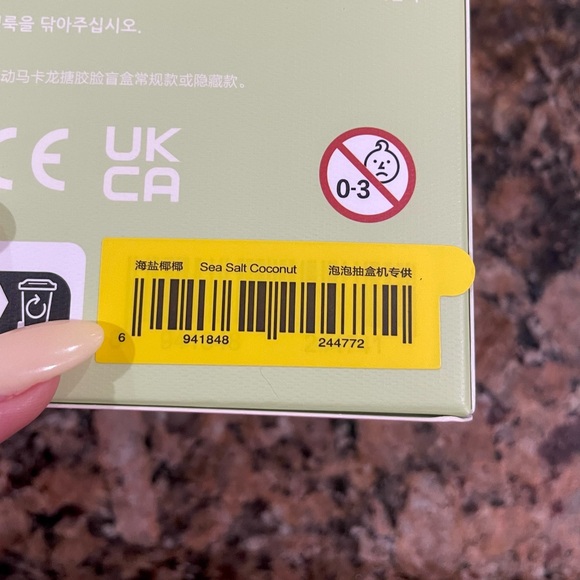 룩을 닦아주십시오.
动马卡龙搪胶脸盲盒常规款或隐藏款。
CE
UK
CA
0-3
海盐椰椰 Sea Salt Coconut 泡泡抽盒机专供
6 941848 244772